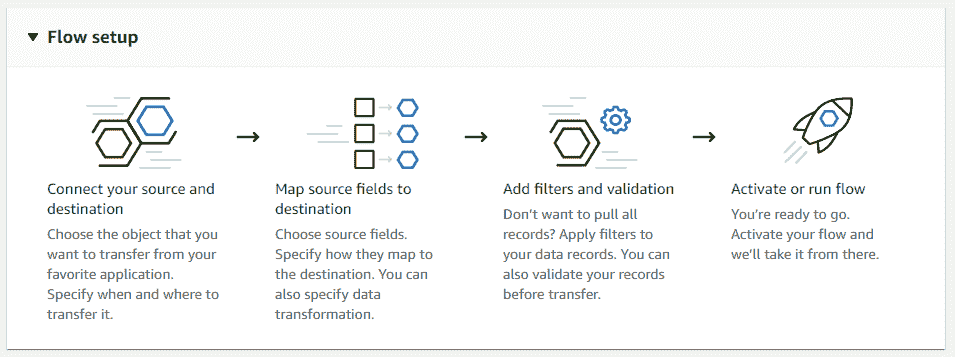 Flow setup
Connect your source and
destination
Choose the object that you
want to transfer from your
favorite application.
Specify when and where to
transfer it.
Map source fields to
destination
Choose source fields.
Specify how they map to
the destination. You can
also specify data
transformation.
Add filters and validation
Don't want to pull all
records? Apply filters to
your data records. You can
also validate your records
before transfer.
Activate or run flow
You're ready to go.
Activate your flow and
we'll take it from there.